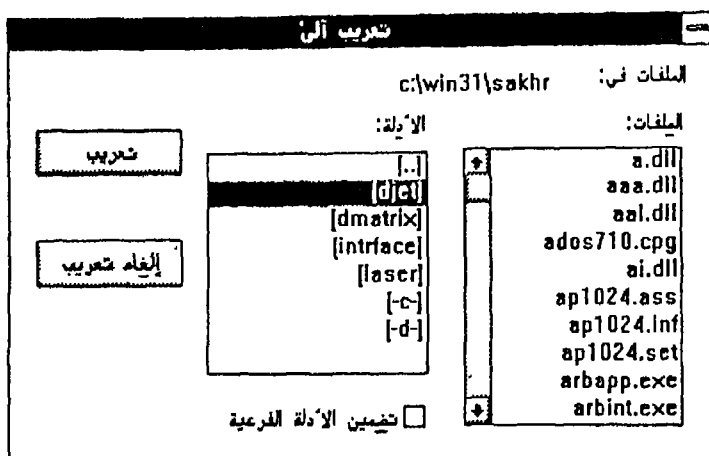 تعريب آلي
الملفات في: c:\win31\sakhr
الملفات:
a.dll
aaa.dll
aal.dll
ados710.cpg
ai.dll
ap1024.ass
ap1024.inf
ap1024.set
arbapp.exe
arbint.exe
الأدلة:
[..]
[djet]
[dmatrix]
[intrface]
[laser]
[-c-]
[-d-]
تضمين الأدلة الفرعية
تعريب
إلغاء تعريب